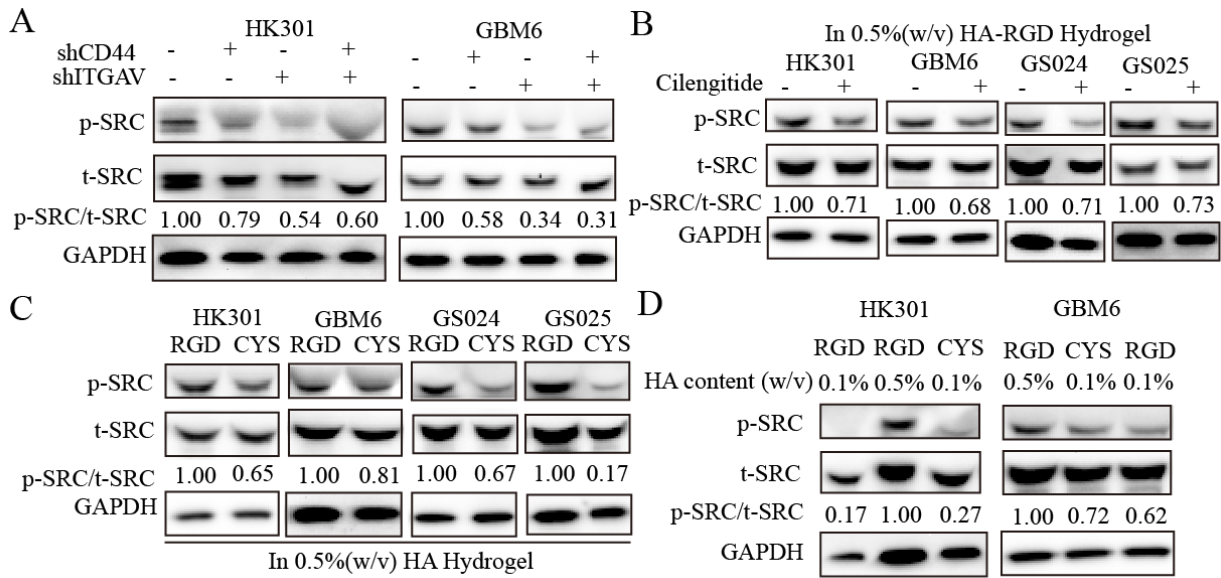 A
HK301
GBM6
shCD44 - + - + - + - +
shITGAV - - + + - - + +
p-SRC
t-SRC
p-SRC/t-SRC 1.00 0.79 0.54 0.60 1.00 0.58 0.34 0.31
GAPDH
B
In 0.5%(w/v) HA-RGD Hydrogel
HK301 GBM6 GS024 GS025
Cilengitide - + - + - + - +
p-SRC
t-SRC
p-SRC/t-SRC 1.00 0.71 1.00 0.68 1.00 0.71 1.00 0.73
GAPDH
C
HK301 GBM6 GS024 GS025
RGD CYS RGD CYS RGD CYS RGD CYS
p-SRC
t-SRC
p-SRC/t-SRC 1.00 0.65 1.00 0.81 1.00 0.67 1.00 0.17
GAPDH
In 0.5%(w/v) HA Hydrogel
D
HK301 GBM6
RGD RGD CYS RGD CYS RGD
HA content (w/v) 0.1% 0.5% 0.1% 0.5% 0.1% 0.1%
p-SRC
t-SRC
p-SRC/t-SRC 0.17 1.00 0.27 1.00 0.72 0.62
GAPDH